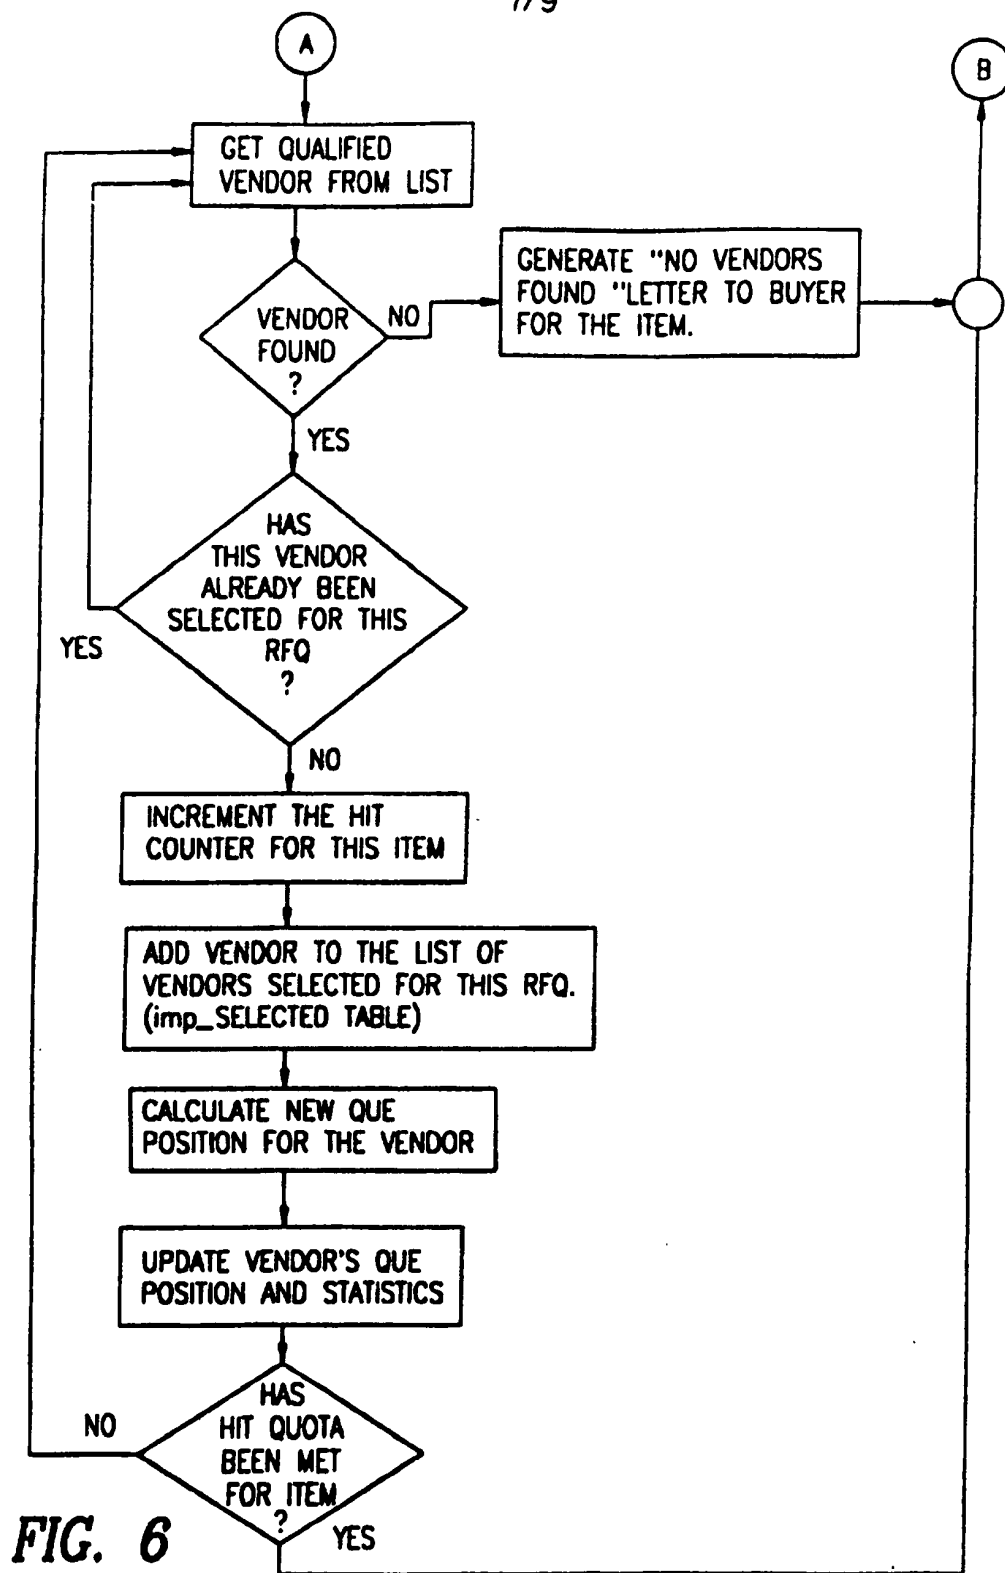 7/9
A
B
GET QUALIFIED
VENDOR FROM LIST
VENDOR
FOUND
?
NO
GENERATE "NO VENDORS
FOUND "LETTER TO BUYER
FOR THE ITEM.
YES
HAS
THIS VENDOR
ALREADY BEEN
SELECTED FOR THIS
RFQ
?
YES
NO
INCREMENT THE HIT
COUNTER FOR THIS ITEM
ADD VENDOR TO THE LIST OF
VENDORS SELECTED FOR THIS RFQ.
(imp_SELECTED TABLE)
CALCULATE NEW QUE
POSITION FOR THE VENDOR
UPDATE VENDOR'S QUE
POSITION AND STATISTICS
HAS
HIT QUOTA
BEEN MET
FOR ITEM
?
NO
YES
FIG. 6